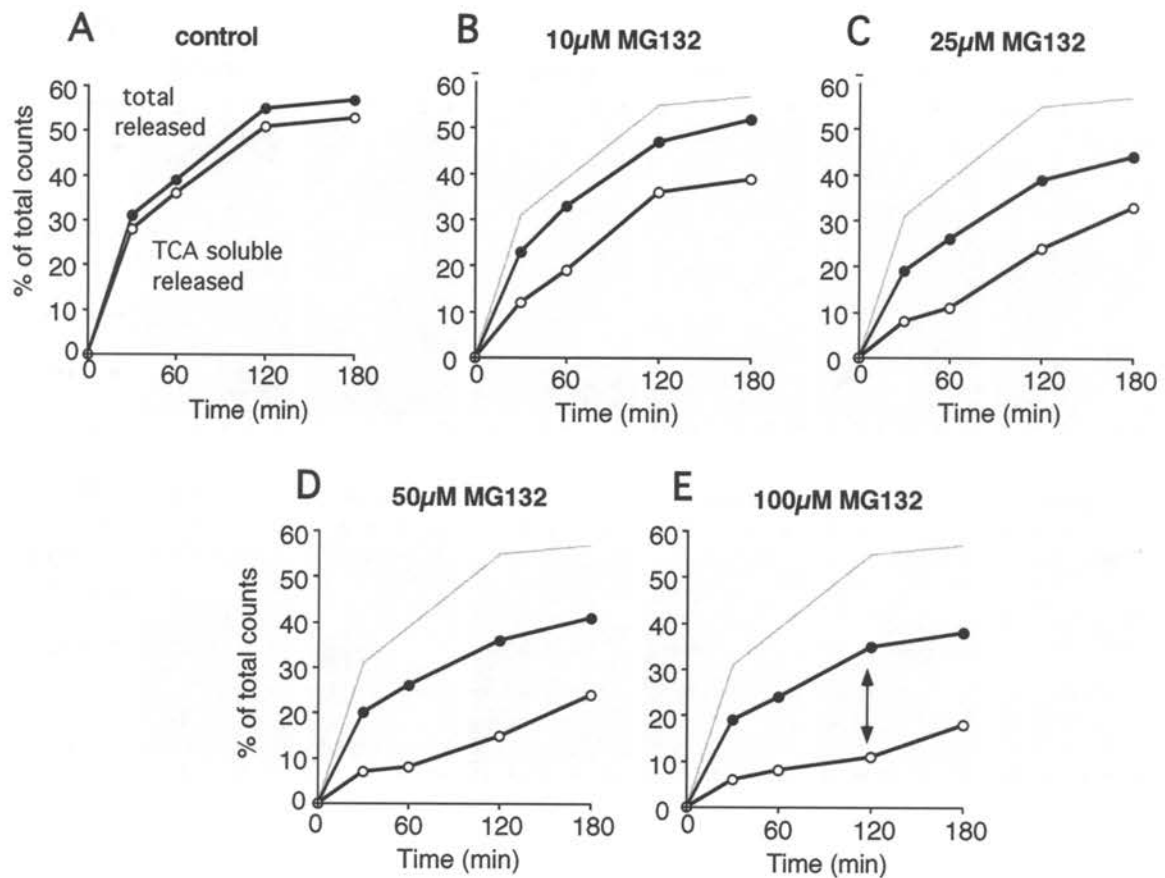 A
control
% of total counts
60
50
40
30
20
10
0
total
released
TCA soluble
released
0
60
120
180
Time (min)
B
10µM MG132
60
50
40
30
20
10
0
0
60
120
180
Time (min)
C
25µM MG132
60
50
40
30
20
10
0
0
60
120
180
Time (min)
D
50µM MG132
% of total counts
60
50
40
30
20
10
0
0
60
120
180
Time (min)
E
100µM MG132
60
50
40
30
20
10
0
0
60
120
180
Time (min)